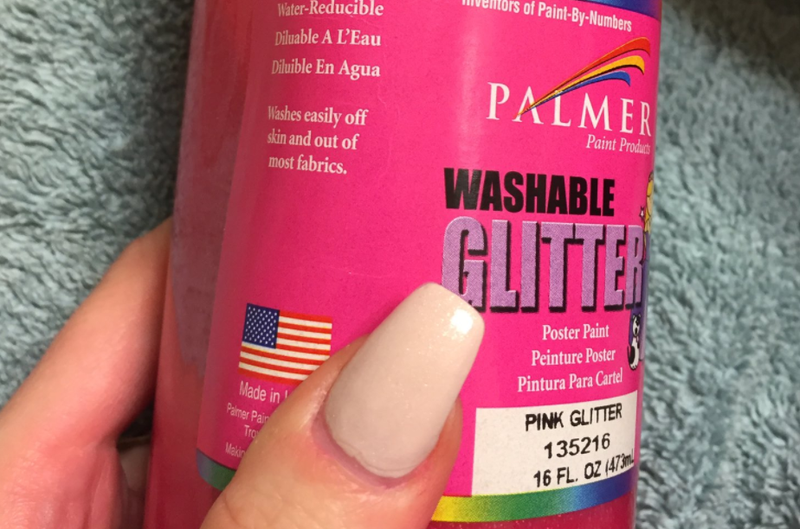 Water-Reducible
Diluable A L'Eau
Diluible En Agua
Washes easily off
skin and out of
most fabrics.
Made in
Palmer
Inventors of Paint-By-Numbers
PALMER
Paint Products
WASHABLE
GLITTER
Poster Paint
Peinture Poster
Pintura Para Cartel
PINK GLITTER
135216
16 FL. OZ (473mL